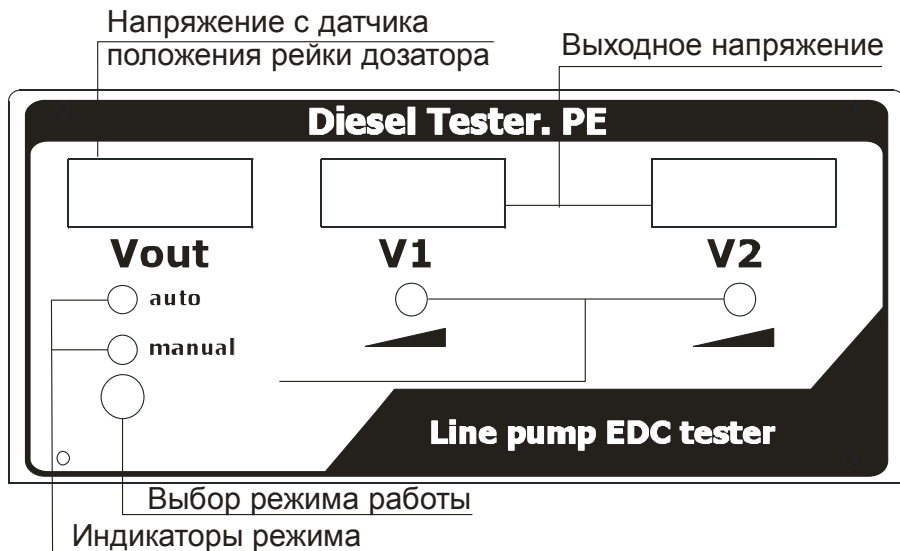 Напряжение с датчика
положения рейки дозатора
Выходное напряжение
Diesel Tester. PE
Vout
V1
V2
auto
manual
Line pump EDC tester
Выбор режима работы
Индикаторы режима